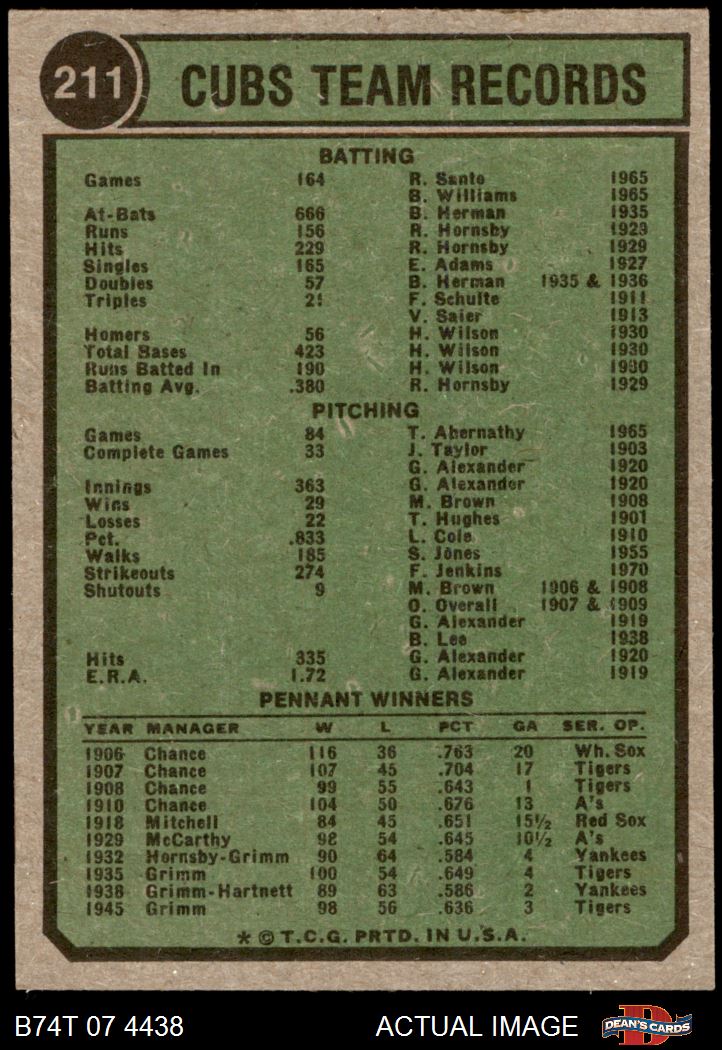 211 CUBS TEAM RECORDS
BATTING
Games 164 R. Santo 1965
B. Williams 1965
At-Bats 666 B. Herman 1935
Runs 156 R. Hornsby 1929
Hits 229 R. Hornsby 1929
Singles 165 E. Adams 1927
Doubles 57 B. Herman 1935 & 1936
Triples 21 F. Schulte 1911
V. Saier 1913
Homers 56 H. Wilson 1930
Total Bases 423 H. Wilson 1930
Runs Batted In 190 H. Wilson 1930
Batting Avg. .380 R. Hornsby 1929
PITCHING
Games 84 T. Abernathy 1965
Complete Games 33 J. Taylor 1903
G. Alexander 1920
Innings 363 G. Alexander 1920
Wins 29 M. Brown 1908
Losses 22 T. Hughes 1901
Pct. .833 L. Cole 1910
Walks 185 S. Jones 1955
Strikeouts 274 F. Jenkins 1970
Shutouts 9 M. Brown 1906 & 1908
O. Overall 1907 & 1909
G. Alexander 1919
B. Lee 1938
Hits 335 G. Alexander 1920
E.R.A. 1.72 G. Alexander 1919
PENNANT WINNERS
YEAR MANAGER W L PCT GA SER. OP.
1906 Chance 116 36 .763 20 Wh. Sox
1907 Chance 107 45 .704 17 Tigers
1908 Chance 99 55 .643 1 Tigers
1910 Chance 104 50 .676 13 A's
1918 Mitchell 84 45 .651 15½ Red Sox
1929 McCarthy 98 54 .645 10½ A's
1932 Hornsby-Grimm 90 64 .584 4 Yankees
1935 Grimm 100 54 .649 4 Tigers
1938 Grimm-Hartnett 89 63 .586 2 Yankees
1945 Grimm 98 56 .636 3 Tigers
* © T.C.G. PRTD. IN U.S.A.
B74T 07 4438 ACTUAL IMAGE D DEAN'S CARDS